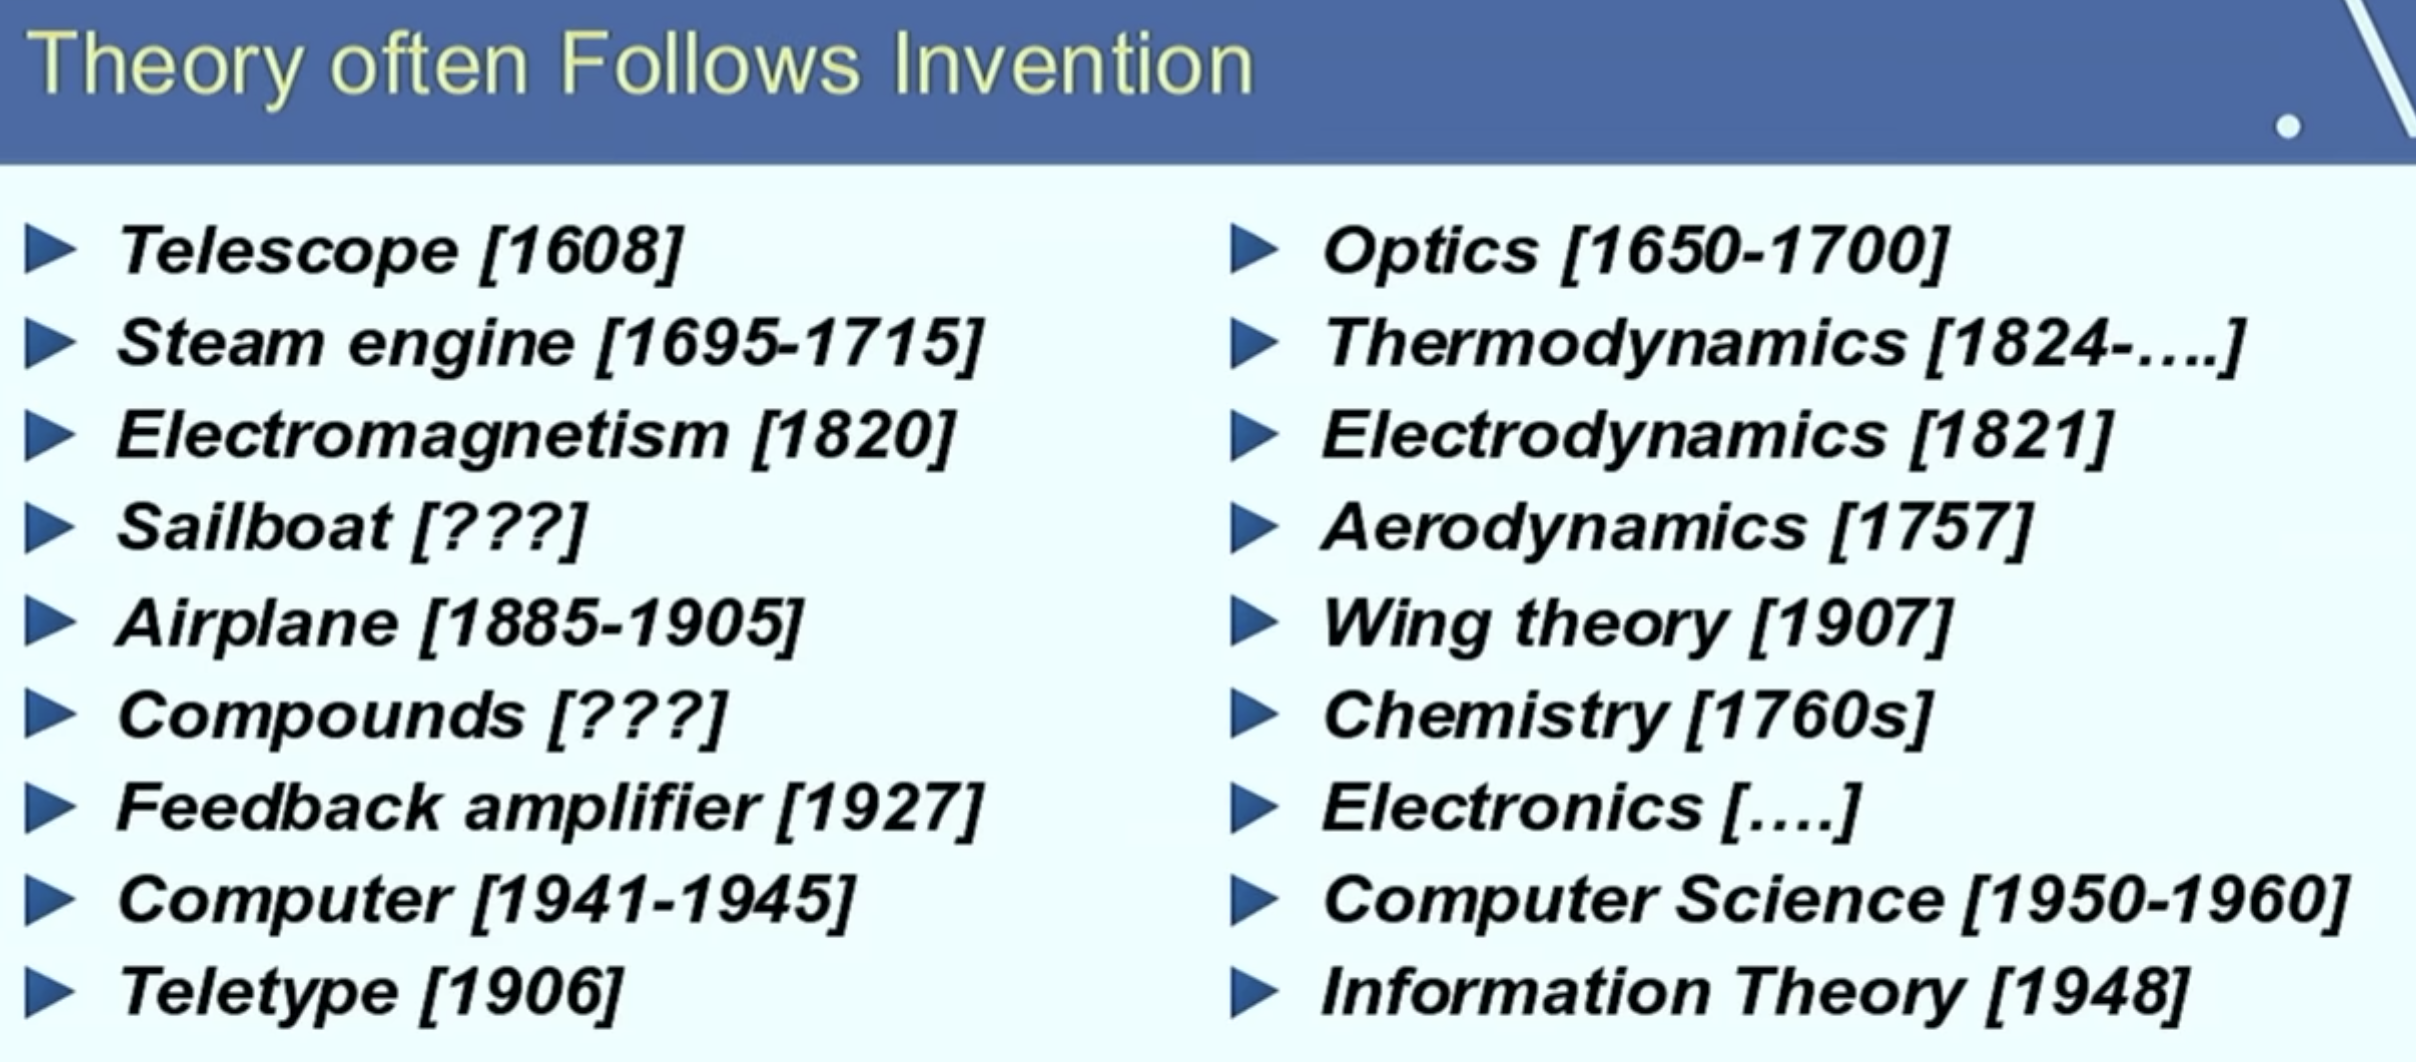 Theory often Follows Invention
Telescope [1608]
Steam engine [1695-1715]
Electromagnetism [1820]
Sailboat [???]
Airplane [1885-1905]
Compounds [???]
Feedback amplifier [1927]
Computer [1941-1945]
Teletype [1906]
Optics [1650-1700]
Thermodynamics [1824-….]
Electrodynamics [1821]
Aerodynamics [1757]
Wing theory [1907]
Chemistry [1760s]
Electronics [….]
Computer Science [1950-1960]
Information Theory [1948]